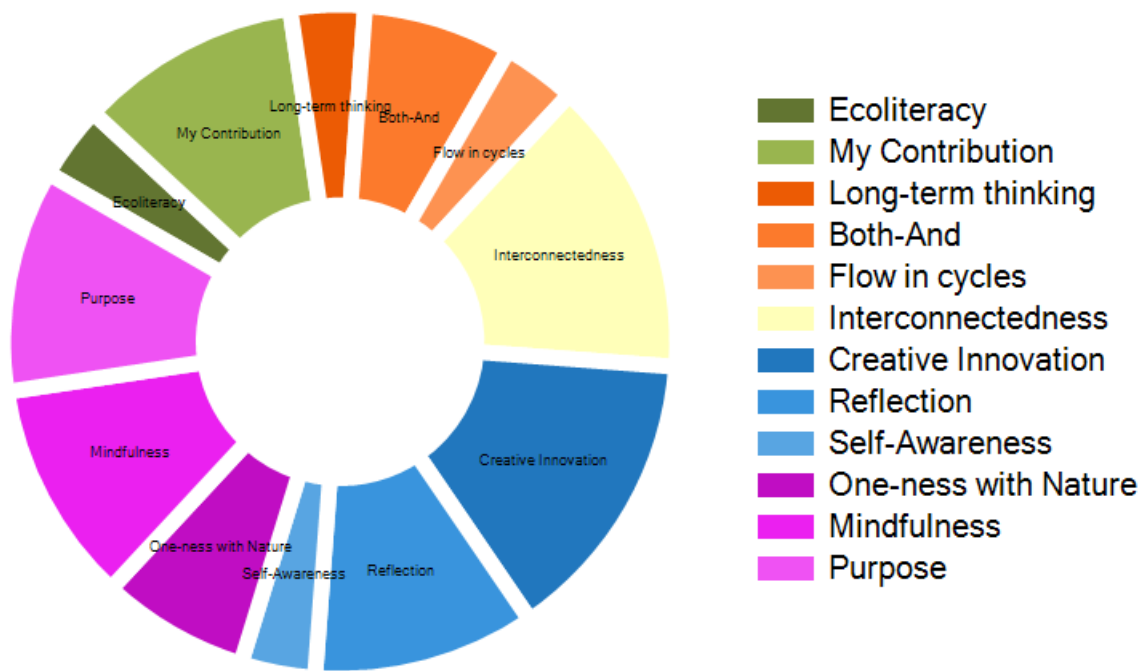 Long-term thinking
Both-And
My Contribution
Flow in cycles
Ecoliteracy
Interconnectedness
Purpose
Mindfulness
Creative Innovation
One-ness with Nature
Self-Awareness
Reflection
Ecoliteracy
My Contribution
Long-term thinking
Both-And
Flow in cycles
Interconnectedness
Creative Innovation
Reflection
Self-Awareness
One-ness with Nature
Mindfulness
Purpose